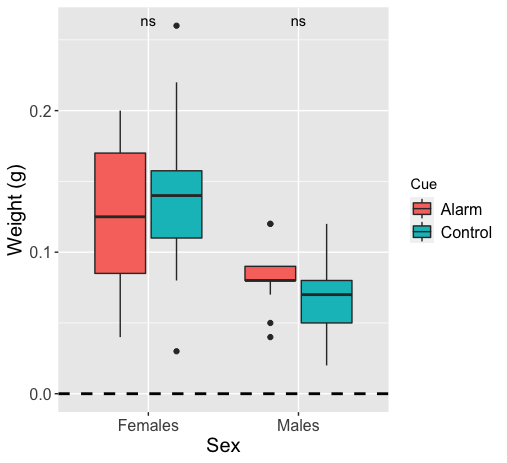 ns ns
Weight (g)
0.2
0.1
0.0
Females Males
Sex
Cue
Alarm
Control